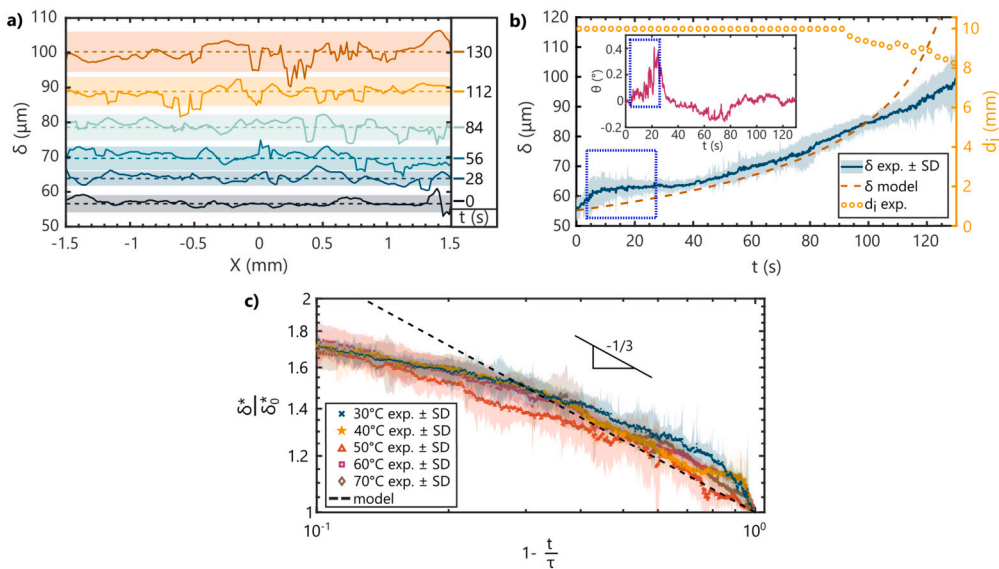 a)
110
100
90
80
70
60
50
δ (μm)
130
112
84
56
28
0
t (s)
-1.5
-1
-0.5
0
0.5
1
1.5
X (mm)
b)
120
110
100
90
80
70
60
50
δ (μm)
0.4
0.2
0
θ (°)
0
20
40
60
80
100
120
t (s)
δ exp. ± SD
δ model
dᵢ exp.
10
8
6
4
2
0
dᵢ (mm)
0
20
40
60
80
100
120
t (s)
c)
2
1.8
1.6
1.4
1.2
1
δ*
δ₀*
-1/3
30°C exp. ± SD
40°C exp. ± SD
50°C exp. ± SD
60°C exp. ± SD
70°C exp. ± SD
model
10⁻¹
10⁰
1- t/τ